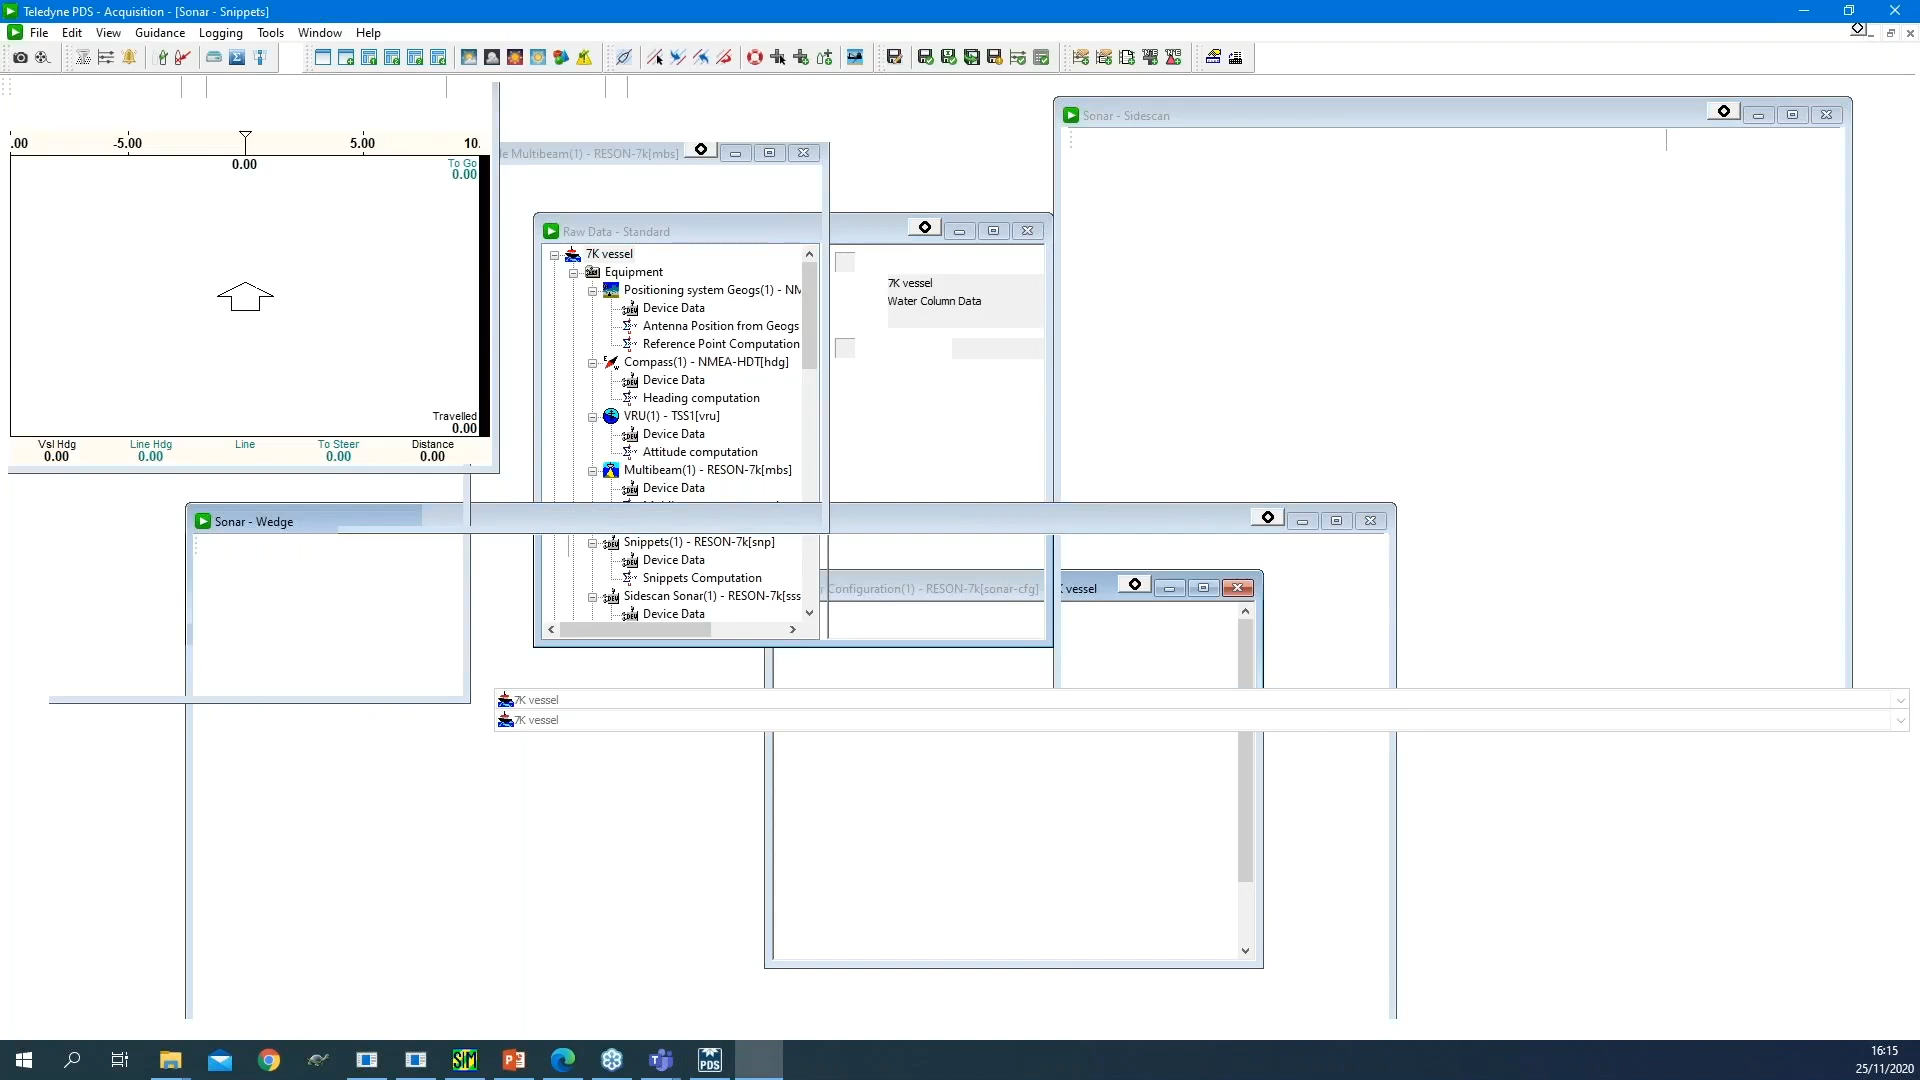 Teledyne PDS - Acquisition - [Sonar - Snippets]
File Edit View Guidance Logging Tools Window Help
.00 -5.00 5.00 10.
0.00
To Go
0.00
Travelled
0.00
Vsl Hdg Line Hdg Line To Steer Distance
0.00 0.00 0.00 0.00
Multibeam(1) - RESON-7k[mbs]
Sonar - Sidescan
Raw Data - Standard
7K vessel
Equipment
Positioning system Geogs(1) - NM
Device Data
Antenna Position from Geogs
Reference Point Computation
Compass(1) - NMEA-HDT[hdg]
Device Data
Heading computation
VRU(1) - TSS1[vru]
Device Data
Attitude computation
Multibeam(1) - RESON-7k[mbs]
Device Data
Snippets(1) - RESON-7k[snp]
Device Data
Snippets Computation
Sidescan Sonar(1) - RESON-7k[sss
Device Data
7K vessel
Water Column Data
Sonar - Wedge
Configuration(1) - RESON-7k[sonar-cfg]
vessel
7K vessel
7K vessel
SIM
PDS
16:15
25/11/2020